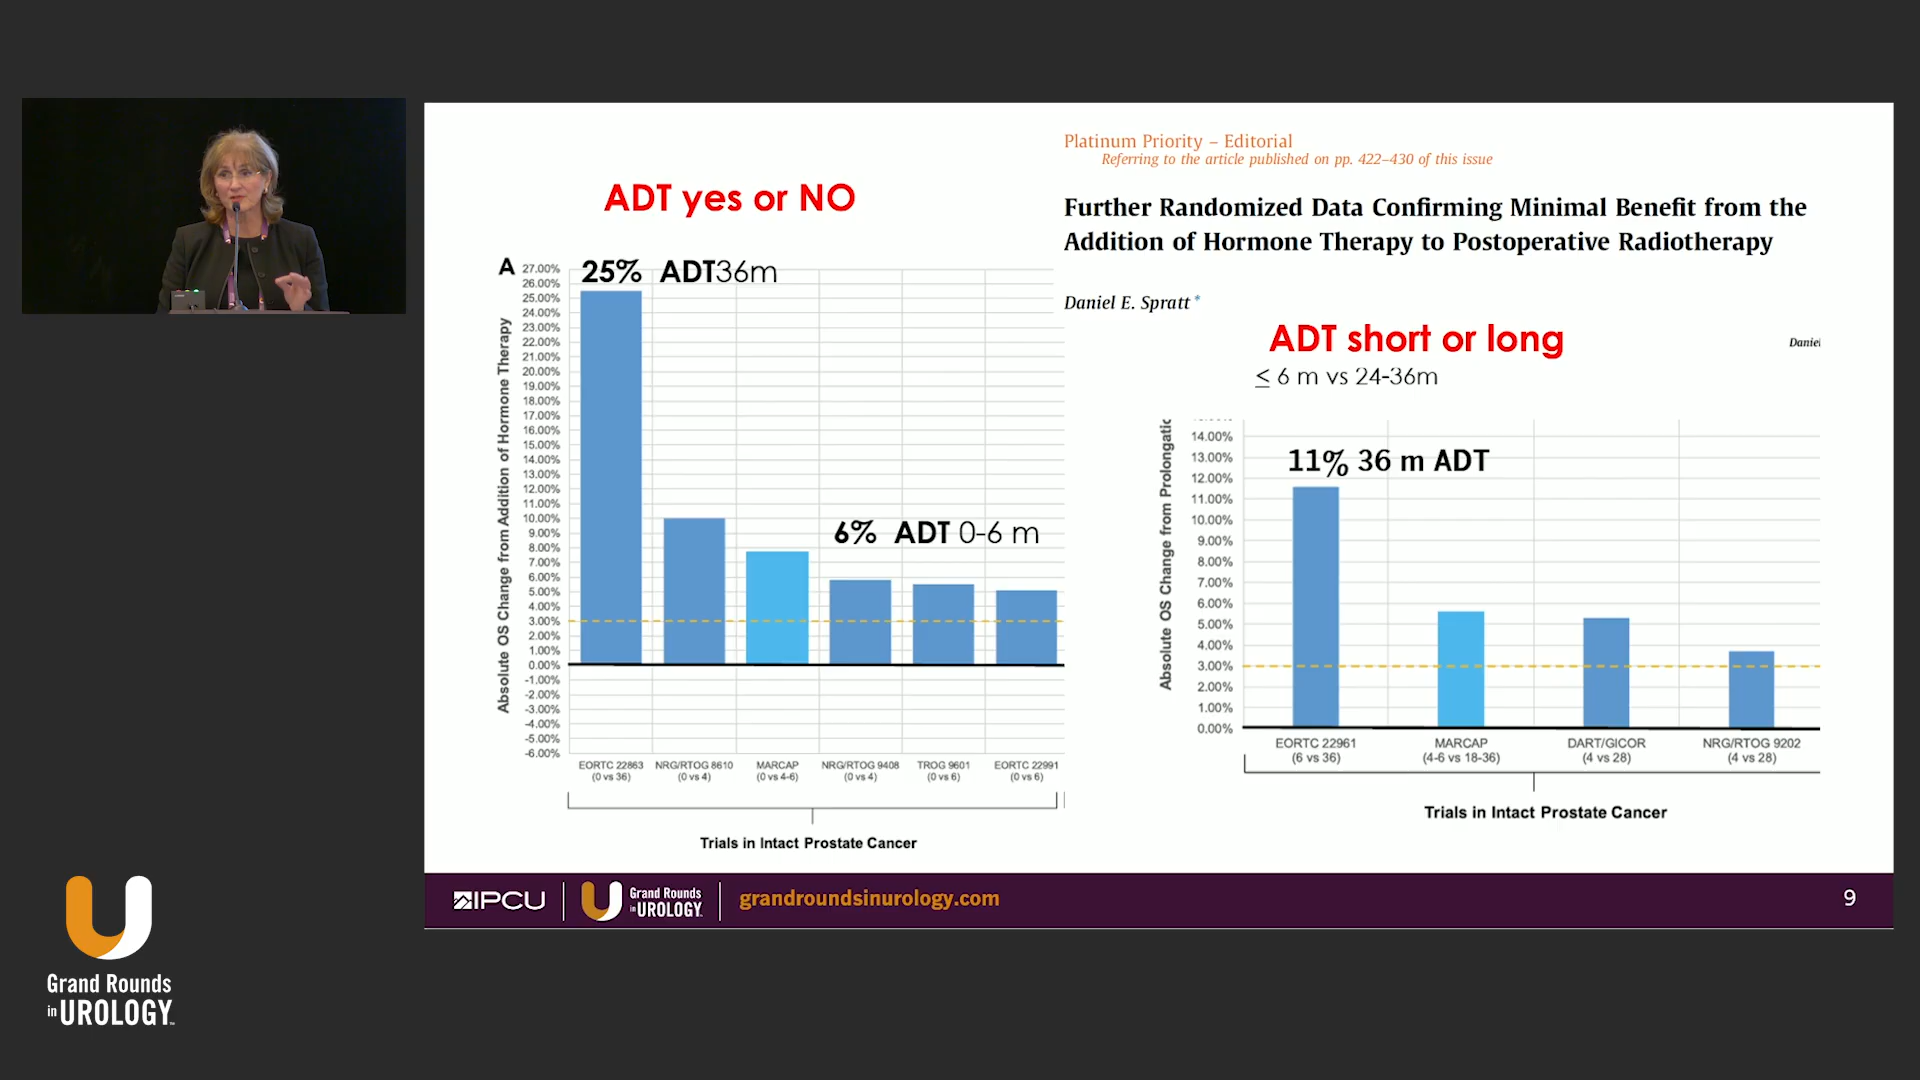 Platinum Priority – Editorial
Referring to the article published on pp. 422–430 of this issue
Further Randomized Data Confirming Minimal Benefit from the
Addition of Hormone Therapy to Postoperative Radiotherapy
Daniel E. Spratt *
ADT yes or NO
A
25% ADT36m
6% ADT 0-6 m
Absolute OS Change from Addition of Hormone Therapy
27.00%
26.00%
25.00%
24.00%
23.00%
22.00%
21.00%
20.00%
19.00%
18.00%
17.00%
16.00%
15.00%
14.00%
13.00%
12.00%
11.00%
10.00%
9.00%
8.00%
7.00%
6.00%
5.00%
4.00%
3.00%
2.00%
1.00%
0.00%
-1.00%
-2.00%
-3.00%
-4.00%
-5.00%
-6.00%
EORTC 22863 NRG/RTOG 8610 MARCAP NRG/RTOG 9408 TROG 9601 EORTC 22991
(0 vs 36) (0 vs 4) (0 vs 4-6) (0 vs 4) (0 vs 6) (0 vs 6)
Trials in Intact Prostate Cancer
ADT short or long
≤ 6 m vs 24-36m
Daniel
11% 36 m ADT
Absolute OS Change from Prolongatic
14.00%
13.00%
12.00%
11.00%
10.00%
9.00%
8.00%
7.00%
6.00%
5.00%
4.00%
3.00%
2.00%
1.00%
0.00%
EORTC 22961 MARCAP DART/GICOR NRG/RTOG 9202
(6 vs 36) (4-6 vs 18-36) (4 vs 28) (4 vs 28)
Trials in Intact Prostate Cancer
IPCU
Grand Rounds
in UROLOGY
grandroundsinurology.com
9
Grand Rounds
in UROLOGY